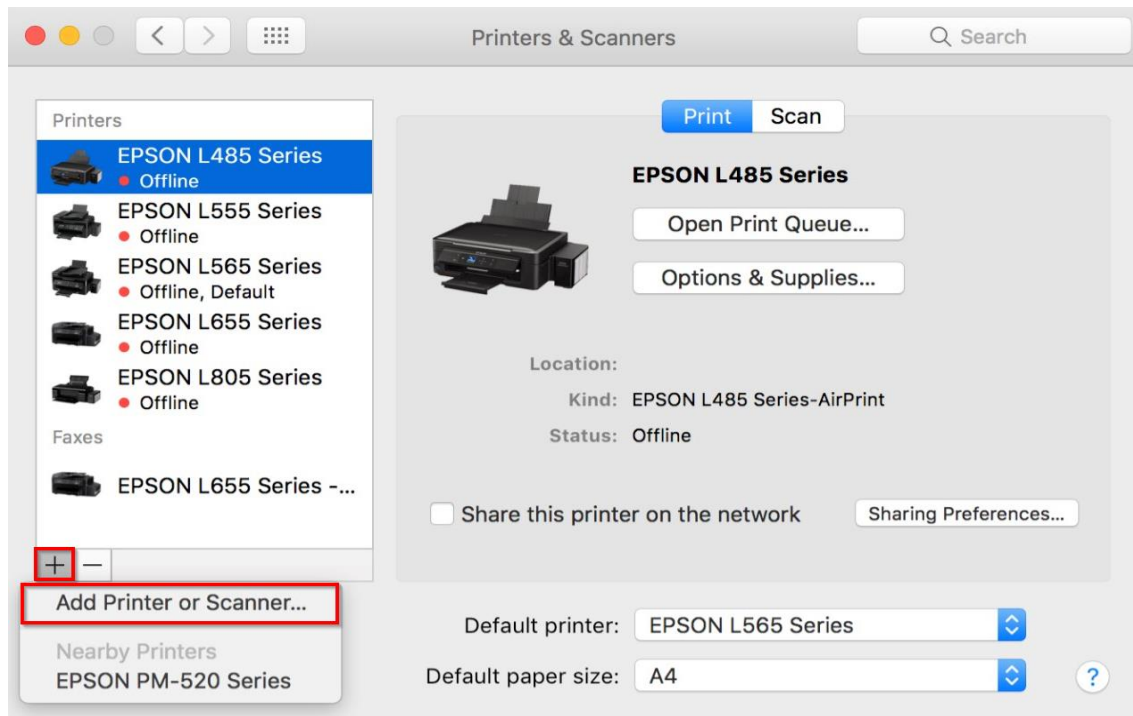 Printers & Scanners
Search
Printers
EPSON L485 Series
Offline
EPSON L555 Series
Offline
EPSON L565 Series
Offline, Default
EPSON L655 Series
Offline
EPSON L805 Series
Offline
Faxes
EPSON L655 Series -...
+ −
Add Printer or Scanner...
Nearby Printers
EPSON PM-520 Series
Print Scan
EPSON L485 Series
Open Print Queue...
Options & Supplies...
Location:
Kind: EPSON L485 Series-AirPrint
Status: Offline
Share this printer on the network Sharing Preferences...
Default printer: EPSON L565 Series
Default paper size: A4
?